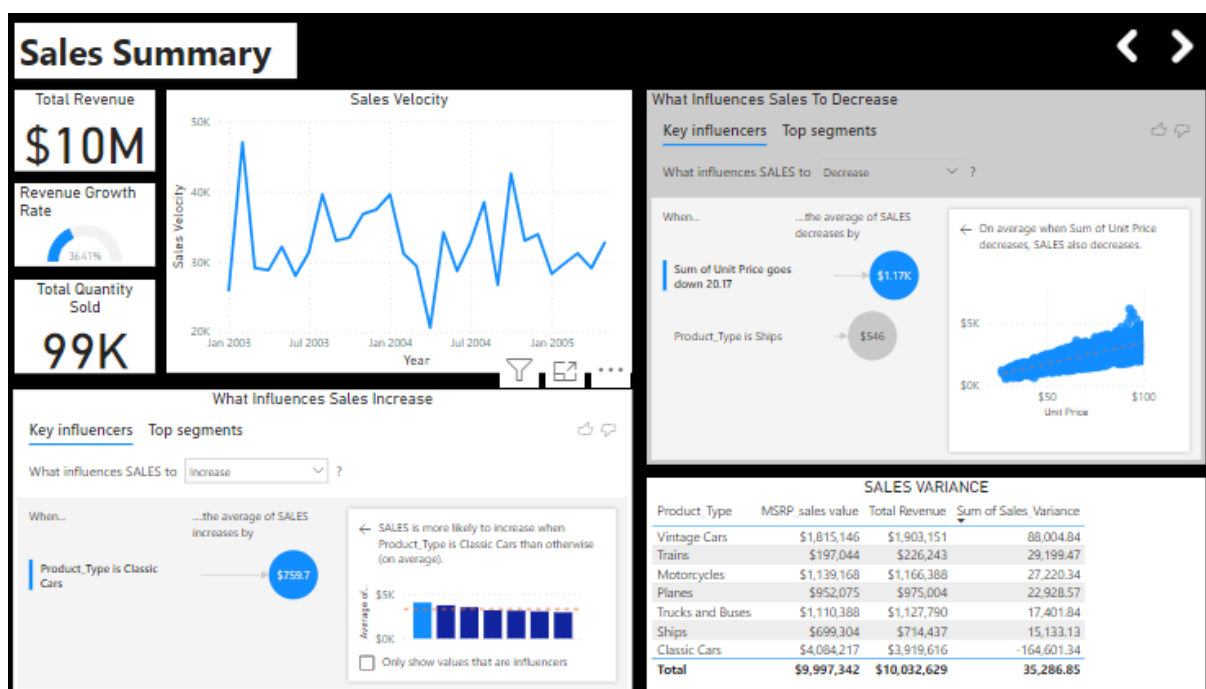 Sales Summary
Total Revenue
$10M
Revenue Growth
Rate
36.41%
Total Quantity
Sold
99K
Sales Velocity
Sales Velocity
50K
40K
30K
20K
Jan 2003
Jul 2003
Jan 2004
Jul 2004
Jan 2005
Year
What Influences Sales To Decrease
Key influencers Top segments
What influences SALES to Decrease ?
When...
....the average of SALES
decreases by
Sum of Unit Price goes
down 20.17
$1.17K
Product_Type is Ships
$546
← On average when Sum of Unit Price
decreases, SALES also decreases.
$5K
$0K
$50
$100
Unit Price
What Influences Sales Increase
Key influencers Top segments
What influences SALES to Increase ?
When...
....the average of SALES
increases by
Product_Type is Classic
Cars
$759.7
← SALES is more likely to increase when
Product_Type is Classic Cars than otherwise
(on average).
Average of...
$5K
$0K
Only show values that are influencers
SALES VARIANCE
Product_Type MSRP_sales value Total Revenue Sum of Sales_Variance
Vintage Cars $1,815,146 $1,903,151 88,004.84
Trains $197,044 $226,243 29,199.47
Motorcycles $1,139,168 $1,166,388 27,220.34
Planes $952,075 $975,004 22,928.57
Trucks and Buses $1,110,388 $1,127,790 17,401.84
Ships $699,304 $714,437 15,133.13
Classic Cars $4,084,217 $3,919,616 -164,601.34
Total $9,997,342 $10,032,629 35,286.85